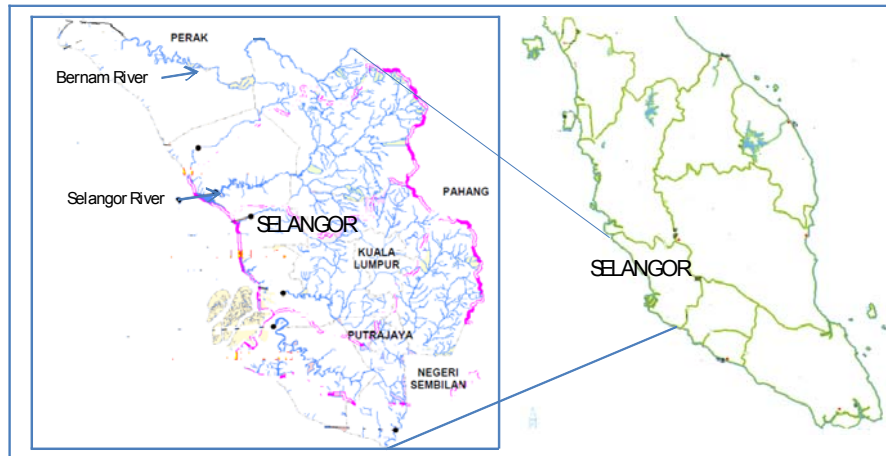 PERAK
Bernam River
Selangor River
PAHANG
SELANGOR
KUALA
LUMPUR
SELANGOR
PUTRAJAYA
NEGERI
SEMBILAN